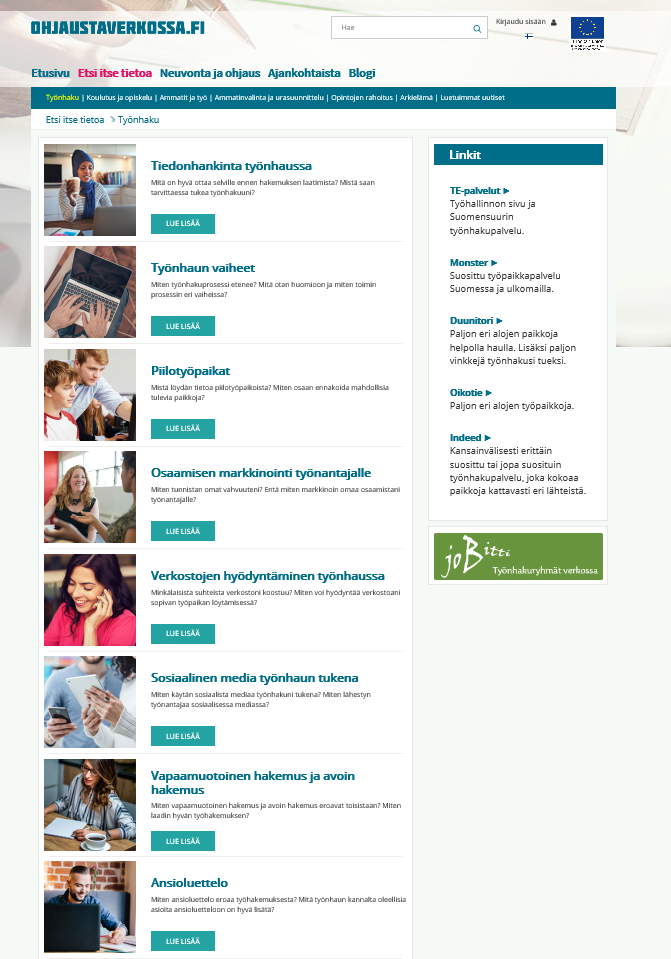 OHJAUSTAVERKOSSA.FI
Hae
Kirjaudu sisään
Etusivu Etsi itse tietoa Neuvonta ja ohjaus Ajankohtaista Blogi
Työnhaku | Koulutus ja opiskelu | Ammatit ja työ | Ammatinvalinta ja urasuunnittelu | Opintojen rahoitus | Arkielämä | Luetuimmat uutiset
Etsi itse tietoa Työnhaku
Tiedonhankinta työnhaussa
Mitä on hyvä ottaa selville ennen hakemuksen laatimista? Mistä saan
tarvittaessa tukea työnhakuuni?
LUE LISÄÄ
Työnhaun vaiheet
Miten työnhakuprosessi etenee? Mitä otan huomioon ja miten toimin
prosessin eri vaiheissa?
LUE LISÄÄ
Piilotyöpaikat
Mistä löydän tietoa piilotyöpaikoista? Miten osaan ennakoida mahdollisia
tulevia paikkoja?
LUE LISÄÄ
Osaamisen markkinointi työnantajalle
Miten tunnistan omat vahvuuteni? Entä miten markkinoin omaa osaamistani
työnantajalle?
LUE LISÄÄ
Verkostojen hyödyntäminen työnhaussa
Minkälaisista suhteista verkostoni koostuu? Miten voi hyödyntää verkostoani
sopivan työpaikan löytämisessä?
LUE LISÄÄ
Sosiaalinen media työnhaun tukena
Miten käytän sosiaalista mediaa työnhakuni tukena? Miten lähestyn
työnantajaa sosiaalisessa mediassa?
LUE LISÄÄ
Vapaamuotoinen hakemus ja avoin
hakemus
Miten vapaamuotoinen hakemus ja avoin hakemus eroavat toisistaan? Miten
laadin hyvän työhakemuksen?
LUE LISÄÄ
Ansioluettelo
Miten ansioluettelo eroaa työhakemuksesta? Mitä työnhaun kannalta oleellisia
asioita ansioluetteloon on hyvä lisätä?
LUE LISÄÄ
Linkit
TE-palvelut
Työhallinnon sivu ja
Suomensuurin
työnhakupalvelu.
Monster
Suosittu työpaikkapalvelu
Suomessa ja ulkomailla.
Duunitori
Paljon eri alojen paikkoja
helpolla haulla. Lisäksi paljon
vinkkejä työnhakusi tueksi.
Oikotie
Paljon eri alojen työpaikkoja.
Indeed
Kansainvälisesti erittäin
suosittu tai jopa suosituin
työnhakupalvelu, joka kokoaa
paikkoja kattavasti eri lähteistä.
joBitti
Työnhakuryhmät verkossa